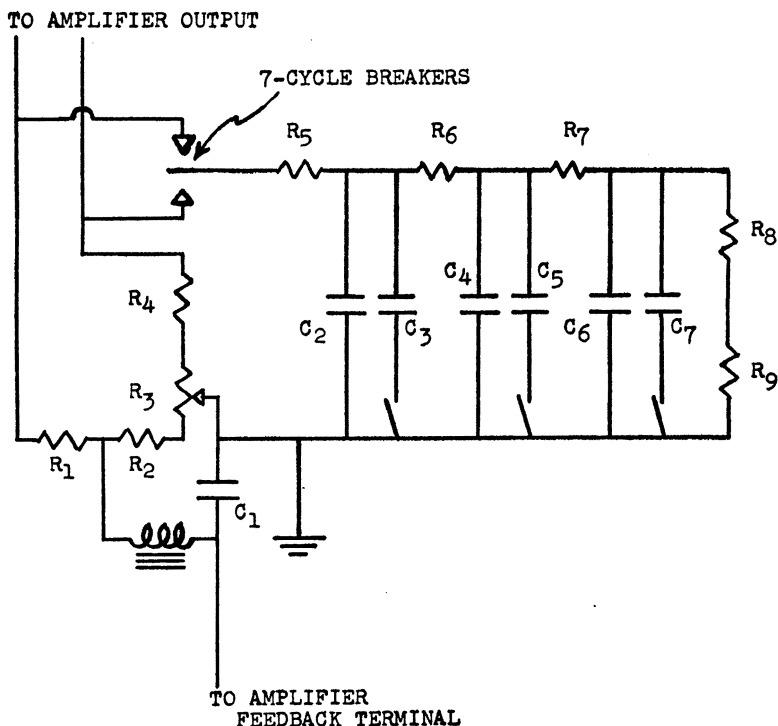 TO AMPLIFIER OUTPUT
7-CYCLE BREAKERS
R5
R6
R7
R8
R4
C2
C3
C4
C5
C6
C7
R3
R9
R1
R2
C1
TO AMPLIFIER
FEEDBACK TERMINAL